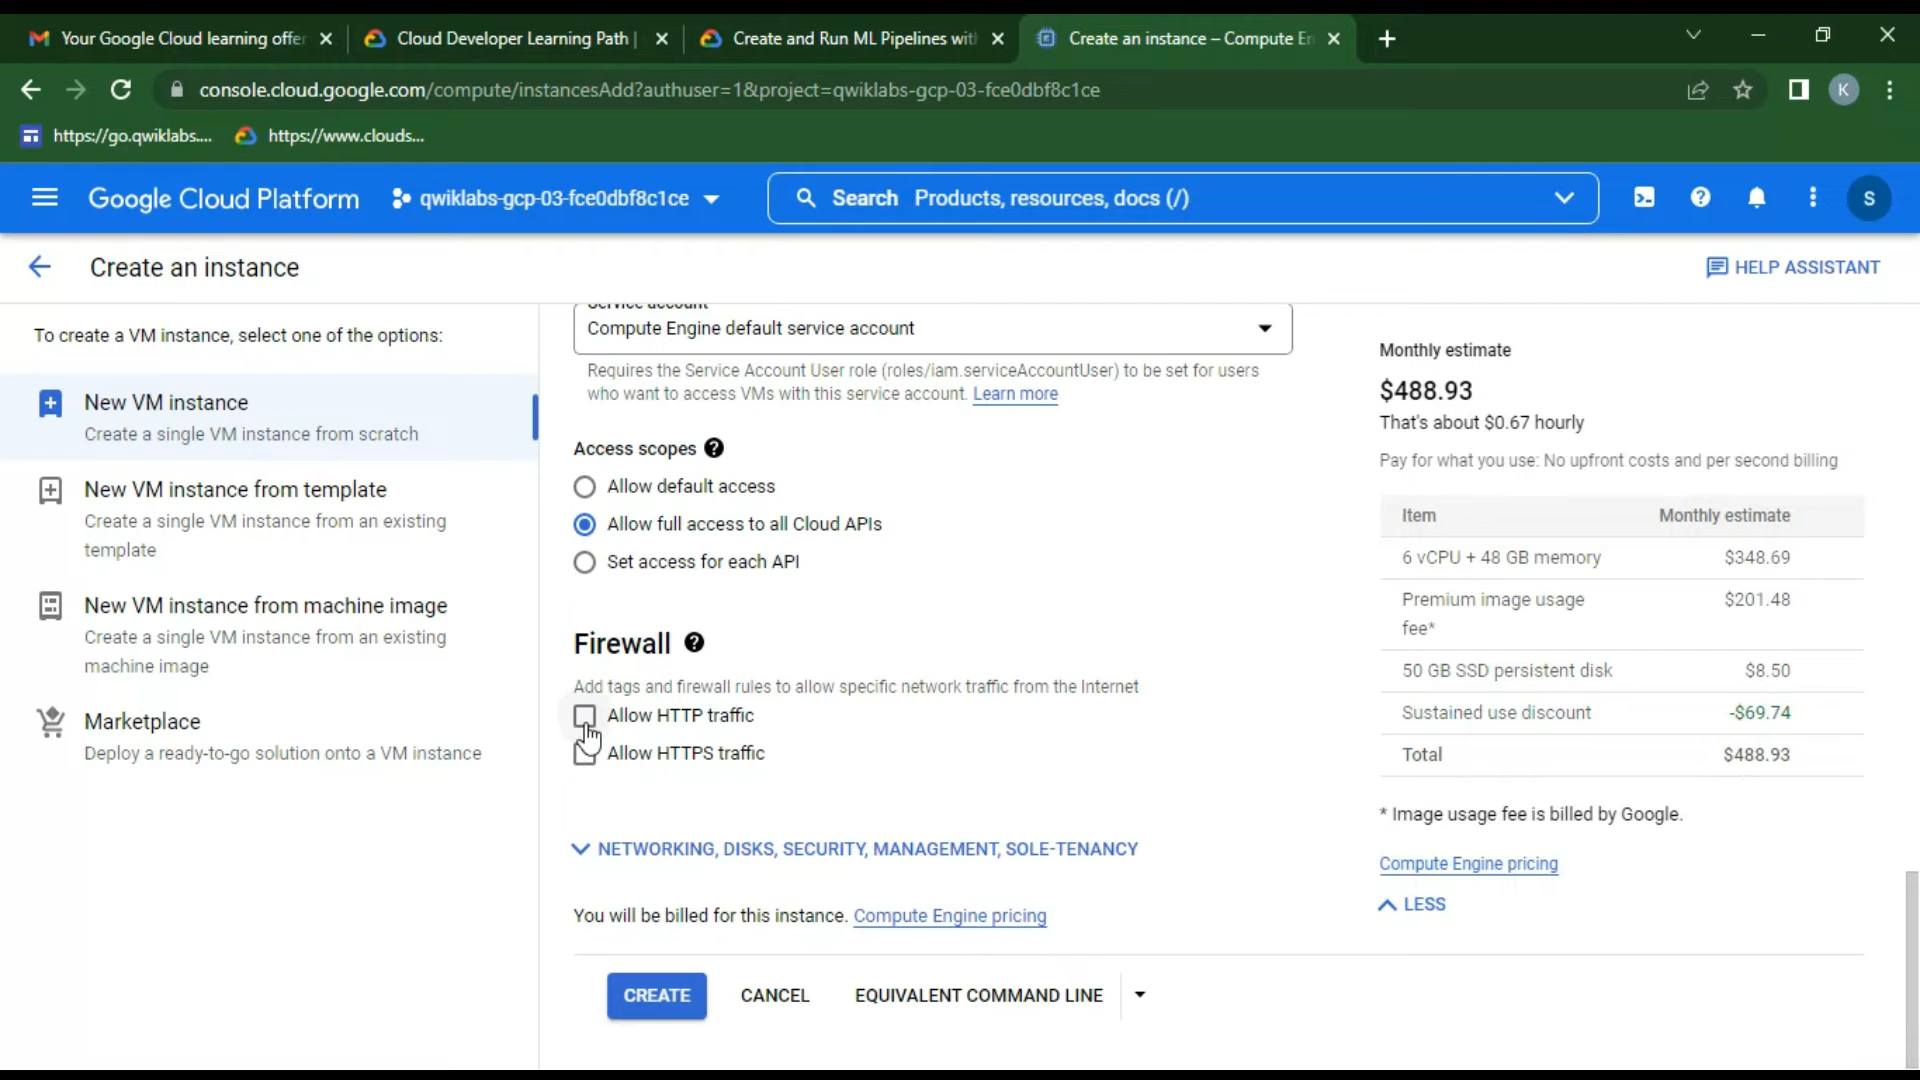 Your Google Cloud learning offer
Cloud Developer Learning Path |
Create and Run ML Pipelines wit
Create an instance – Compute En
console.cloud.google.com/compute/instancesAdd?authuser=1&project=qwiklabs-gcp-03-fce0dbf8c1ce
K
https://go.qwiklabs....
https://www.clouds...
Google Cloud Platform
qwiklabs-gcp-03-fce0dbf8c1ce
Search Products, resources, docs (/)
S
Create an instance
HELP ASSISTANT
To create a VM instance, select one of the options:
New VM instance
Create a single VM instance from scratch
New VM instance from template
Create a single VM instance from an existing
template
New VM instance from machine image
Create a single VM instance from an existing
machine image
Marketplace
Deploy a ready-to-go solution onto a VM instance
Service account
Compute Engine default service account
Requires the Service Account User role (roles/iam.serviceAccountUser) to be set for users
who want to access VMs with this service account. Learn more
Access scopes
Allow default access
Allow full access to all Cloud APIs
Set access for each API
Firewall
Add tags and firewall rules to allow specific network traffic from the Internet
Allow HTTP traffic
Allow HTTPS traffic
NETWORKING, DISKS, SECURITY, MANAGEMENT, SOLE-TENANCY
You will be billed for this instance. Compute Engine pricing
CREATE
CANCEL
EQUIVALENT COMMAND LINE
Monthly estimate
$488.93
That's about $0.67 hourly
Pay for what you use: No upfront costs and per second billing
Item Monthly estimate
6 vCPU + 48 GB memory $348.69
Premium image usage $201.48
fee*
50 GB SSD persistent disk $8.50
Sustained use discount -$69.74
Total $488.93
* Image usage fee is billed by Google.
Compute Engine pricing
LESS